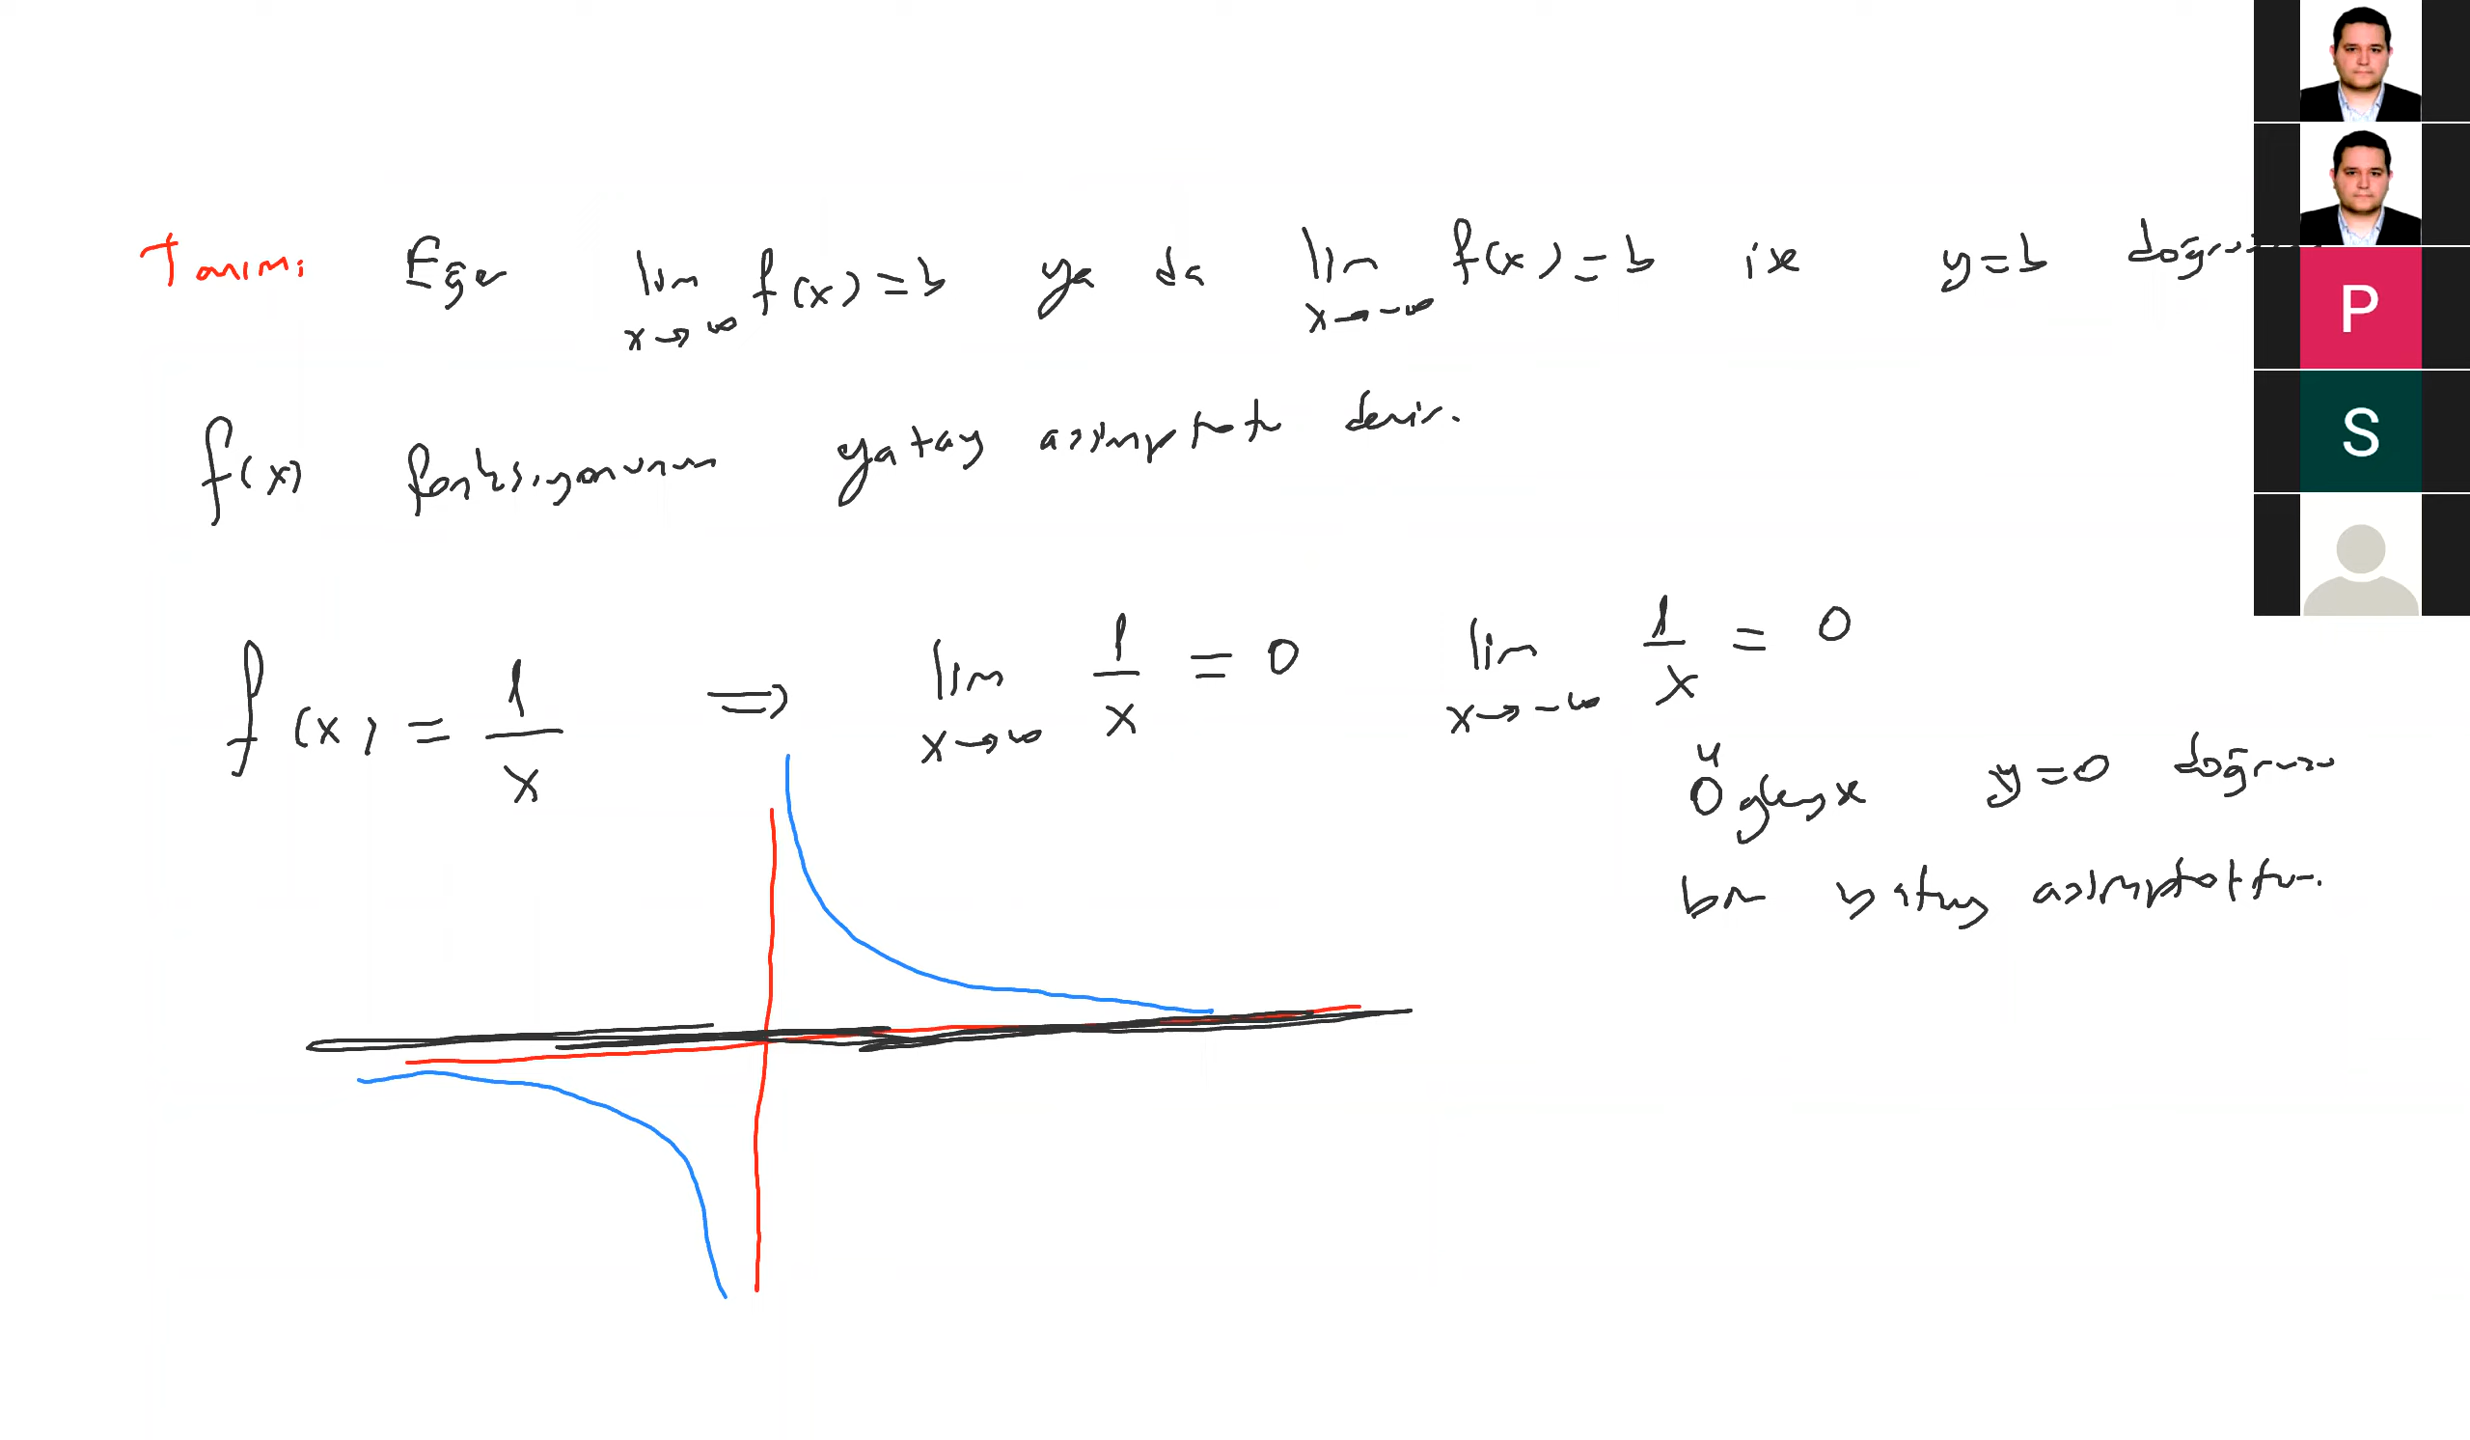 Tanım: Eğer lim x→∞ f(x) = b ya da lim x→-∞ f(x) = b ise y=b doğrusuna
f(x) fonksiyonunun yatay asimptotu denir.
f(x) = 1/x ⟹ lim x→∞ 1/x = 0 lim x→-∞ 1/x = 0
Öyleyse y=0 doğrusu
bir yatay asimptottur.
P
S